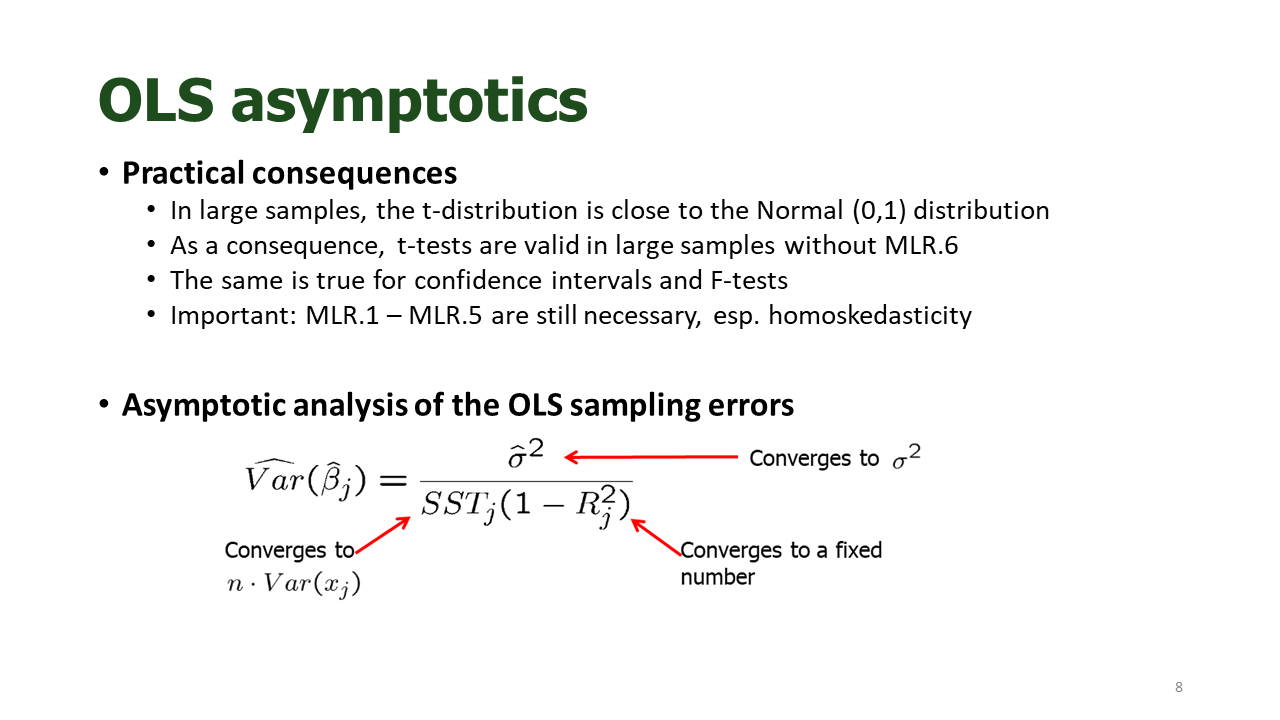 OLS asymptotics
• Practical consequences
• In large samples, the t-distribution is close to the Normal (0,1) distribution
• As a consequence, t-tests are valid in large samples without MLR.6
• The same is true for confidence intervals and F-tests
• Important: MLR.1 – MLR.5 are still necessary, esp. homoskedasticity
• Asymptotic analysis of the OLS sampling errors
$\widehat{Var}(\hat{\beta}_j) = \frac{\hat{\sigma}^2}{SST_j(1 - R_j^2)}$
Converges to $\sigma^2$
Converges to
$n \cdot Var(x_j)$
Converges to a fixed
number
8